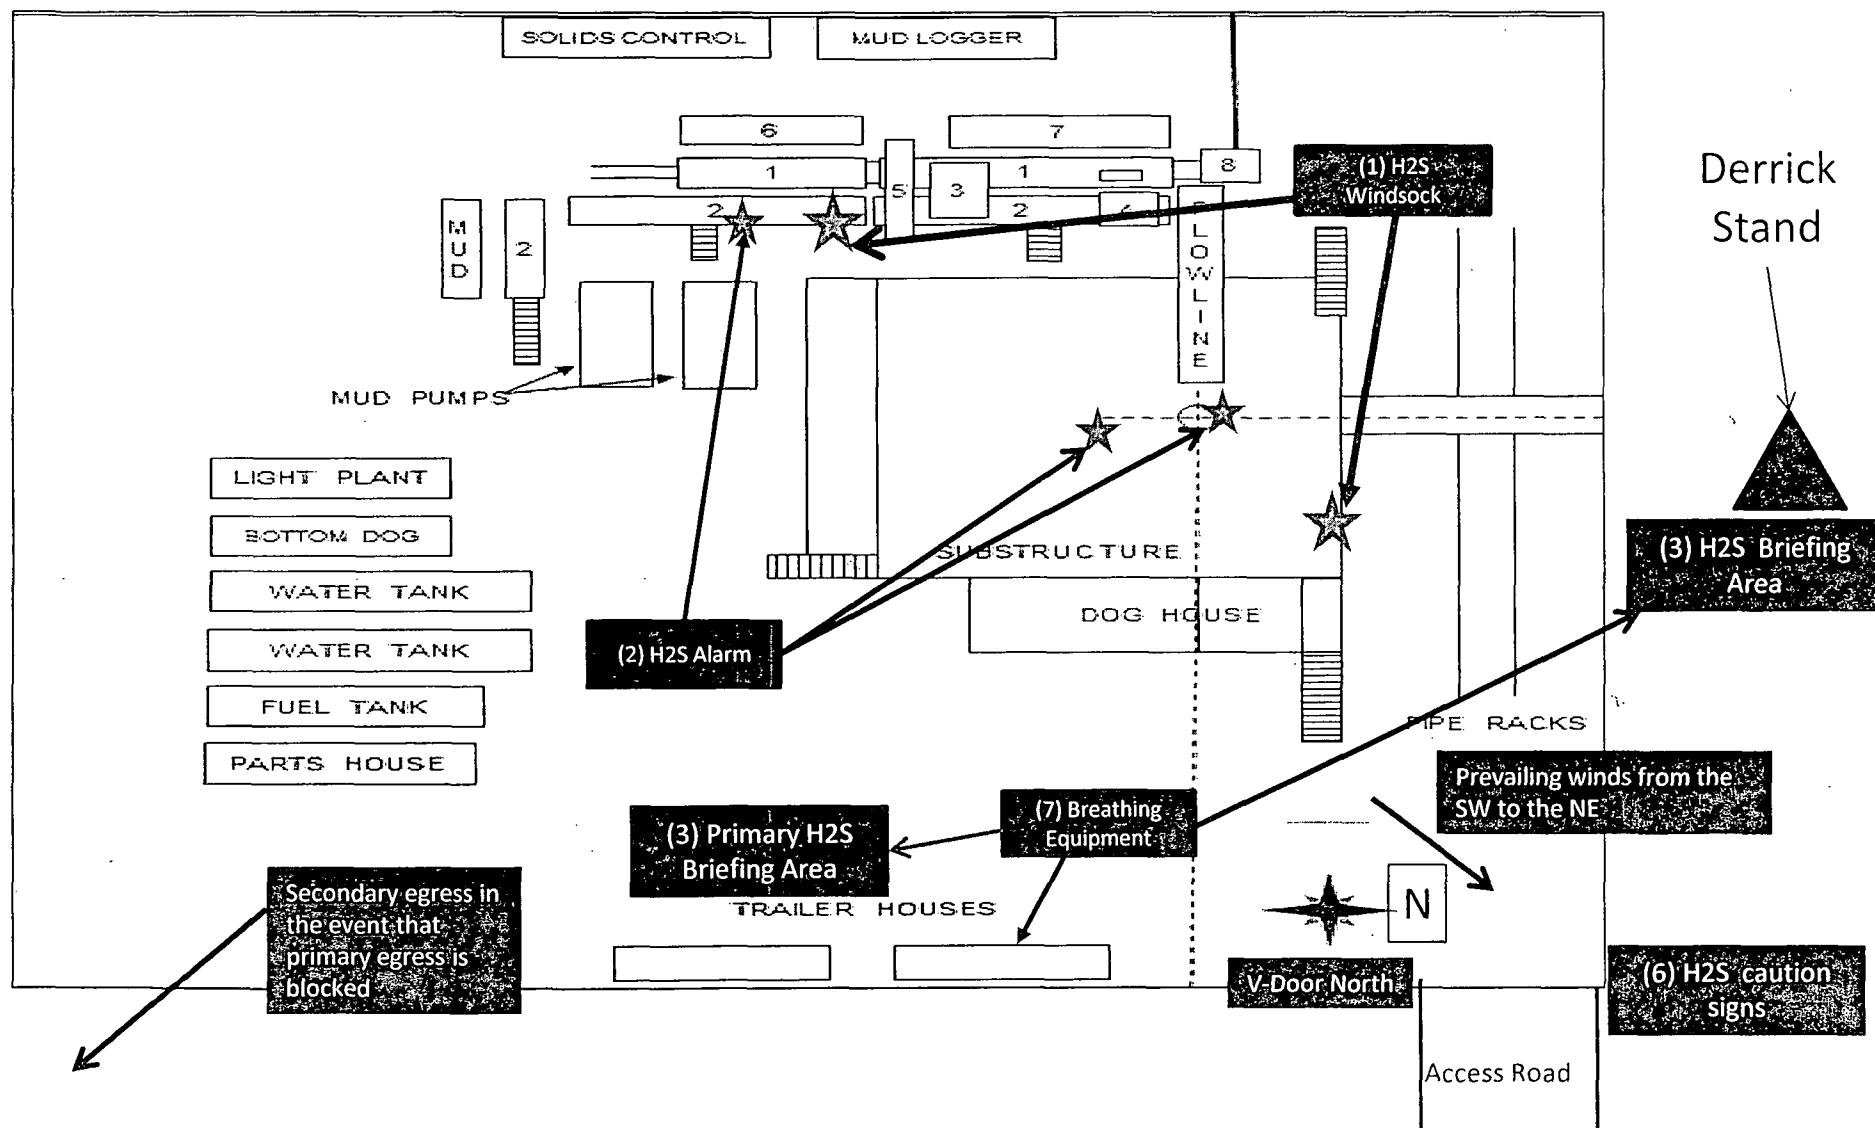 SOLIDS CONTROL
MUD LOGGER
6
7
1
1
8
5
3
2
2
4
MUD
2
(1) H2S
Windsock
Derrick
Stand
FLOWLINE
MUD PUMPS
LIGHT PLANT
BOTTOM DOG
WATER TANK
WATER TANK
FUEL TANK
PARTS HOUSE
SUBSTRUCTURE
DOG HOUSE
(2) H2S Alarm
(3) H2S Briefing
Area
PIPE RACKS
Prevailing winds from the
SW to the NE
(7) Breathing
Equipment
(3) Primary H2S
Briefing Area
TRAILER HOUSES
Secondary egress in
the event that
primary egress is
blocked
N
V-Door North
(6) H2S caution
signs
Access Road